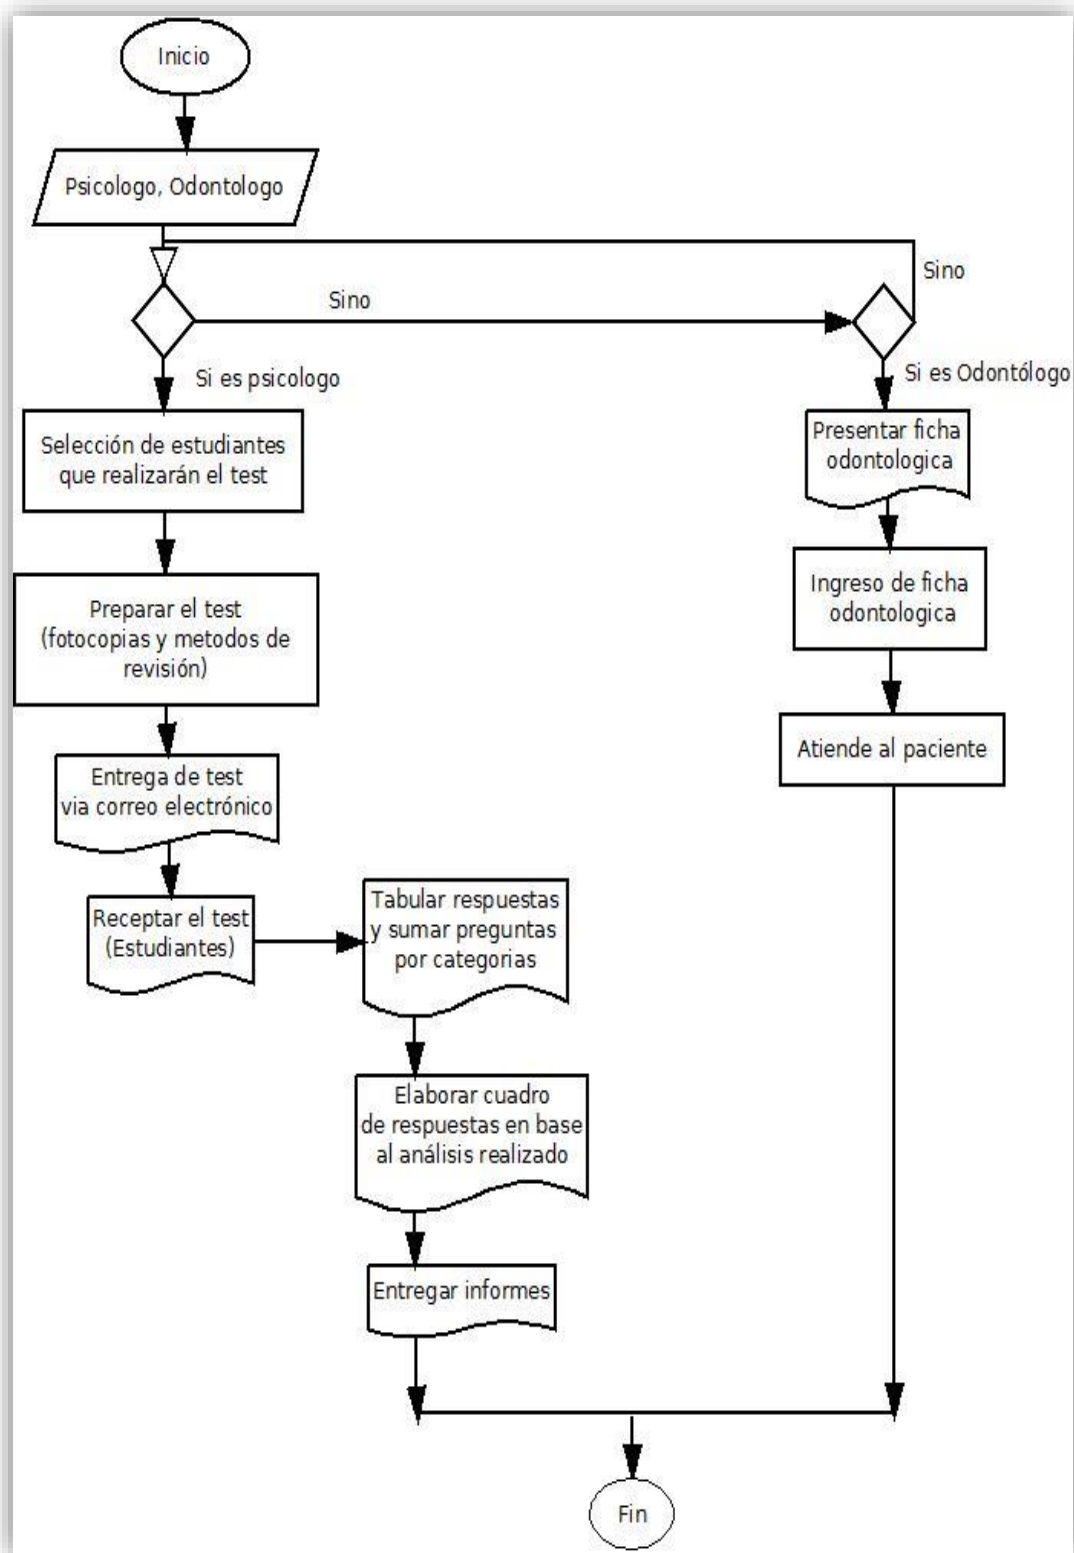 Inicio
Psicologo, Odontologo
Sino
Sino
Si es psicologo
Si es Odontólogo
Selección de estudiantes
que realizarán el test
Preparar el test
(fotocopias y metodos de
revisión)
Entrega de test
via correo electrónico
Receptar el test
(Estudiantes)
Tabular respuestas
y sumar preguntas
por categorias
Elaborar cuadro
de respuestas en base
al análisis realizado
Entregar informes
Presentar ficha
odontologica
Ingreso de ficha
odontologica
Atiende al paciente
Fin